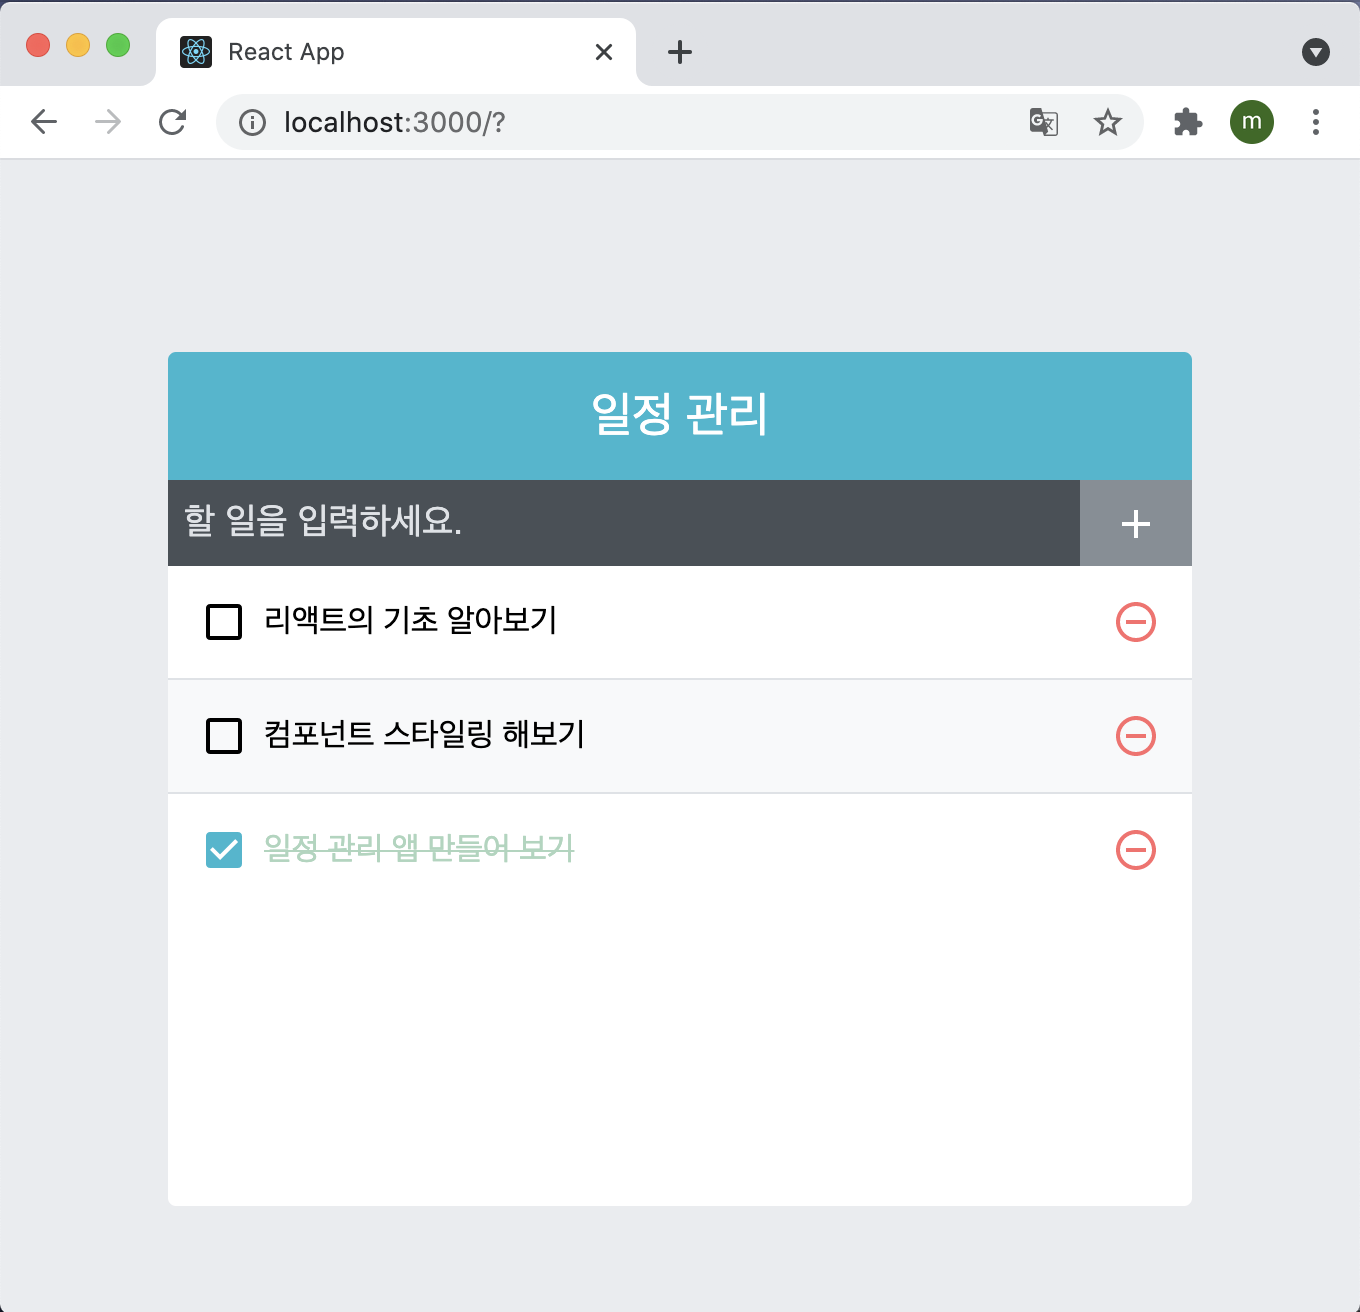 React App
localhost:3000/?
m
일정 관리
할 일을 입력하세요.
리액트의 기초 알아보기
컴포넌트 스타일링 해보기
일정 관리 앱 만들어 보기